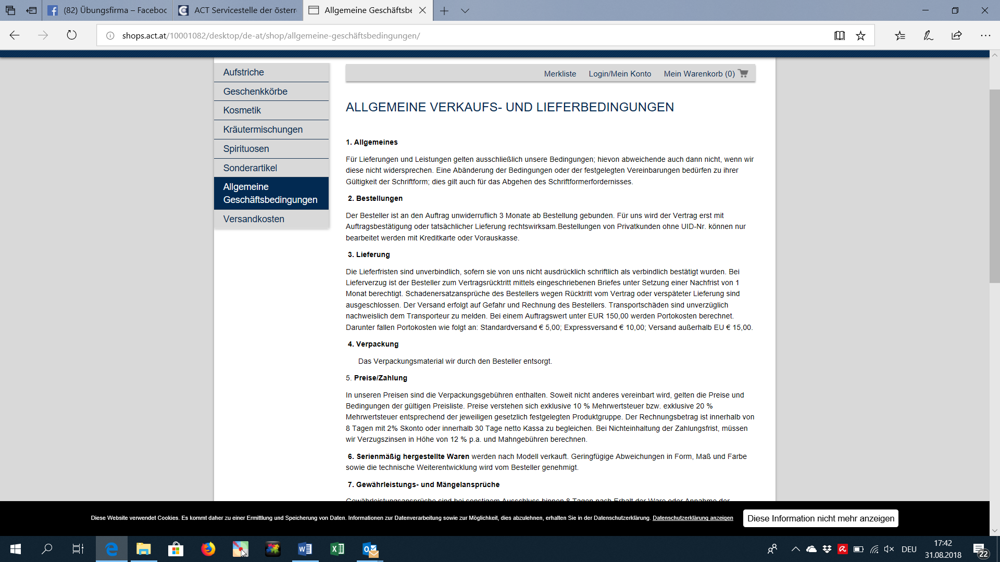 (82) Übungsfirma – Faceboc
ACT Servicestelle der österr
Allgemeine Geschäftsbe
shops.act.at/10001082/desktop/de-at/shop/allgemeine-geschäftsbedingungen/
Aufstriche
Geschenkkörbe
Kosmetik
Kräutermischungen
Spirituosen
Sonderartikel
Allgemeine
Geschäftsbedingungen
Versandkosten
Merkliste Login/Mein Konto Mein Warenkorb (0)
ALLGEMEINE VERKAUFS- UND LIEFERBEDINGUNGEN
1. Allgemeines
Für Lieferungen und Leistungen gelten ausschließlich unsere Bedingungen; hievon abweichende auch dann nicht, wenn wir
diese nicht widersprechen. Eine Abänderung der Bedingungen oder der festgelegten Vereinbarungen bedürfen zu ihrer
Gültigkeit der Schriftform; dies gilt auch für das Abgehen des Schriftformerfordernisses.
2. Bestellungen
Der Besteller ist an den Auftrag unwiderruflich 3 Monate ab Bestellung gebunden. Für uns wird der Vertrag erst mit
Auftragsbestätigung oder tatsächlicher Lieferung rechtswirksam.Bestellungen von Privatkunden ohne UID-Nr. können nur
bearbeitet werden mit Kreditkarte oder Vorauskasse.
3. Lieferung
Die Lieferfristen sind unverbindlich, sofern sie von uns nicht ausdrücklich schriftlich als verbindlich bestätigt wurden. Bei
Lieferverzug ist der Besteller zum Vertragsrücktritt mittels eingeschriebenen Briefes unter Setzung einer Nachfrist von 1
Monat berechtigt. Schadenersatzansprüche des Bestellers wegen Rücktritt vom Vertrag oder verspäteter Lieferung sind
ausgeschlossen. Der Versand erfolgt auf Gefahr und Rechnung des Bestellers. Transportschäden sind unverzüglich
nachweislich dem Transporteur zu melden. Bei einem Auftragswert unter EUR 150,00 werden Portokosten berechnet.
Darunter fallen Portokosten wie folgt an: Standardversand € 5,00; Expressversand € 10,00; Versand außerhalb EU € 15,00.
4. Verpackung
Das Verpackungsmaterial wir durch den Besteller entsorgt.
5. Preise/Zahlung
In unseren Preisen sind die Verpackungsgebühren enthalten. Soweit nicht anderes vereinbart wird, gelten die Preise und
Bedingungen der gültigen Preisliste. Preise verstehen sich exklusive 10 % Mehrwertsteuer bzw. exklusive 20 %
Mehrwertsteuer entsprechend der jeweiligen gesetzlich festgelegten Produktgruppe. Der Rechnungsbetrag ist innerhalb von
8 Tagen mit 2% Skonto oder innerhalb 30 Tage netto Kassa zu begleichen. Bei Nichteinhaltung der Zahlungsfrist, müssen
wir Verzugszinsen in Höhe von 12 % p.a. und Mahngebühren berechnen.
6. Serienmäßig hergestellte Waren werden nach Modell verkauft. Geringfügige Abweichungen in Form, Maß und Farbe
sowie die technische Weiterentwicklung wird vom Besteller genehmigt.
7. Gewährleistungs- und Mängelansprüche
Gewährleistungsansprüche sind bei sonstigem Ausschluss binnen 8 Tagen nach Erhalt der Ware oder Annahme der
Diese Website verwendet Cookies. Es kommt daher zu einer Ermittlung und Speicherung von Daten. Informationen zur Datenverarbeitung sowie zur Möglichkeit, dies abzulehnen, erhalten Sie in der Datenschutzerklärung. Datenschutzerklärung anzeigen
Diese Information nicht mehr anzeigen
DEU
17:42
31.08.2018
22